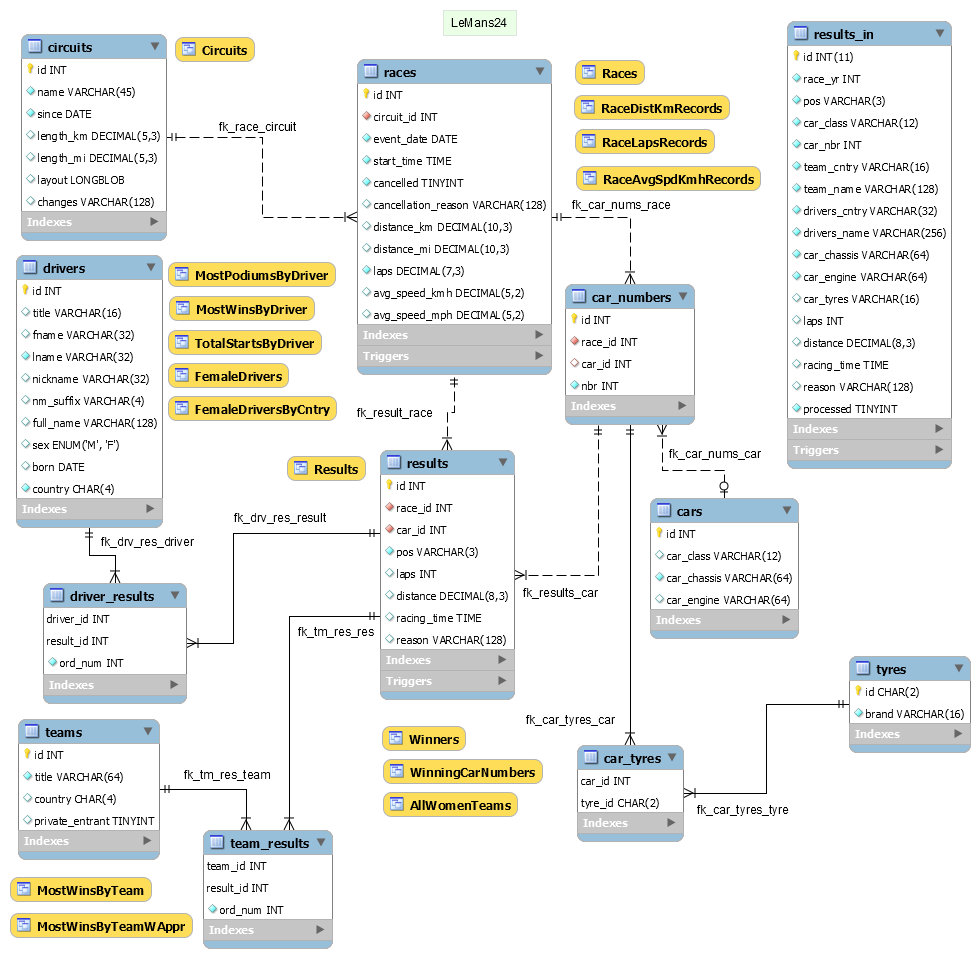 LeMans24
circuits
id INT
name VARCHAR(45)
since DATE
length_km DECIMAL(5,3)
length_mi DECIMAL(5,3)
layout LONGBLOB
changes VARCHAR(128)
Indexes
Circuits
fk_race_circuit
races
id INT
circuit_id INT
event_date DATE
start_time TIME
cancelled TINYINT
cancellation_reason VARCHAR(128)
distance_km DECIMAL(10,3)
distance_mi DECIMAL(10,3)
laps DECIMAL(7,3)
avg_speed_kmh DECIMAL(5,2)
avg_speed_mph DECIMAL(5,2)
Indexes
Triggers
Races
RaceDistKmRecords
RaceLapsRecords
RaceAvgSpdKmhRecords
fk_car_nums_race
results_in
id INT(11)
race_yr INT
pos VARCHAR(3)
car_class VARCHAR(12)
car_nbr INT
team_cntry VARCHAR(16)
team_name VARCHAR(128)
drivers_cntry VARCHAR(32)
drivers_name VARCHAR(256)
car_chassis VARCHAR(64)
car_engine VARCHAR(64)
car_tyres VARCHAR(16)
laps INT
distance DECIMAL(8,3)
racing_time TIME
reason VARCHAR(128)
processed TINYINT
Indexes
Triggers
drivers
id INT
title VARCHAR(16)
fname VARCHAR(32)
lname VARCHAR(32)
nickname VARCHAR(32)
nm_suffix VARCHAR(4)
full_name VARCHAR(128)
sex ENUM('M', 'F')
born DATE
country CHAR(4)
Indexes
MostPodiumsByDriver
MostWinsByDriver
TotalStartsByDriver
FemaleDrivers
FemaleDriversByCntry
car_numbers
id INT
race_id INT
car_id INT
nbr INT
Indexes
fk_result_race
fk_car_nums_car
Results
results
id INT
race_id INT
car_id INT
pos VARCHAR(3)
laps INT
distance DECIMAL(8,3)
racing_time TIME
reason VARCHAR(128)
Indexes
Triggers
fk_drv_res_result
fk_drv_res_driver
fk_results_car
fk_tm_res_res
cars
id INT
car_class VARCHAR(12)
car_chassis VARCHAR(64)
car_engine VARCHAR(64)
Indexes
driver_results
driver_id INT
result_id INT
ord_num INT
Indexes
tyres
id CHAR(2)
brand VARCHAR(16)
Indexes
teams
id INT
title VARCHAR(64)
country CHAR(4)
private_entrant TINYINT
Indexes
fk_tm_res_team
fk_car_tyres_car
Winners
WinningCarNumbers
AllWomenTeams
car_tyres
car_id INT
tyre_id CHAR(2)
Indexes
fk_car_tyres_tyre
team_results
team_id INT
result_id INT
ord_num INT
Indexes
MostWinsByTeam
MostWinsByTeamWAppr